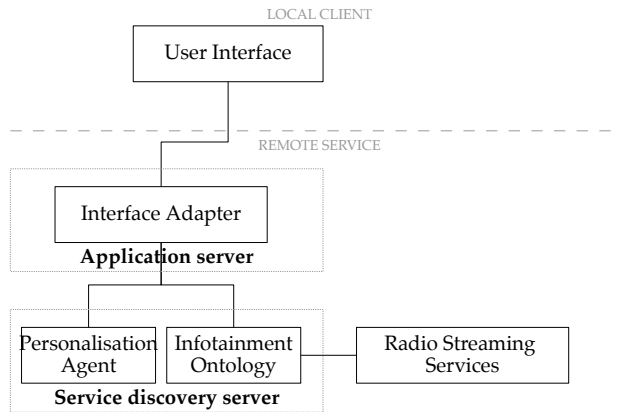 LOCAL CLIENT
User Interface
REMOTE SERVICE
Interface Adapter
Application server
Personalisation
Agent
Infotainment
Ontology
Radio Streaming
Services
Service discovery server